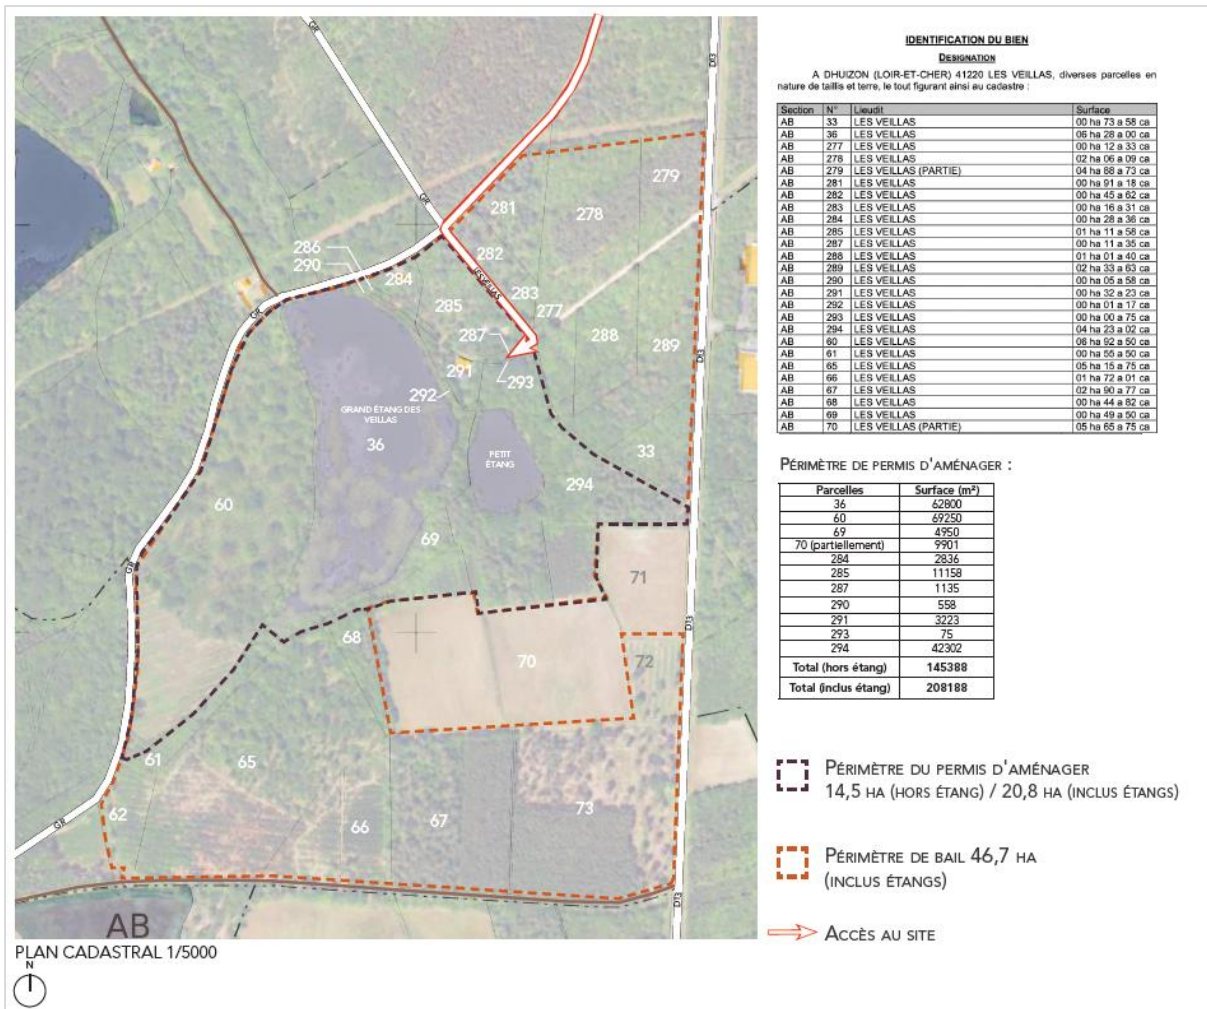 GR
D13
279
281
278
286
282
290
284
LES VEILLAS
283
285
277
GR
287
288
289
D13
291
293
292
GRAND ÉTANG DES
VEILLAS
36
PETIT
ÉTANG
33
294
60
69
GR
71
68
70
72
D13
61
65
73
62
66
67
GR
D13
AB
PLAN CADASTRAL 1/5000
N
IDENTIFICATION DU BIEN
DESIGNATION
A DHUIZON (LOIR-ET-CHER) 41220 LES VEILLAS, diverses parcelles en
nature de taillis et terre, le tout figurant ainsi au cadastre :
Section N° Lieudit Surface
AB 33 LES VEILLAS 00 ha 73 a 58 ca
AB 36 LES VEILLAS 06 ha 28 a 00 ca
AB 277 LES VEILLAS 00 ha 12 a 33 ca
AB 278 LES VEILLAS 02 ha 06 a 09 ca
AB 279 LES VEILLAS (PARTIE) 04 ha 88 a 73 ca
AB 281 LES VEILLAS 00 ha 91 a 18 ca
AB 282 LES VEILLAS 00 ha 45 a 62 ca
AB 283 LES VEILLAS 00 ha 16 a 31 ca
AB 284 LES VEILLAS 00 ha 28 a 36 ca
AB 285 LES VEILLAS 01 ha 11 a 58 ca
AB 287 LES VEILLAS 00 ha 11 a 35 ca
AB 288 LES VEILLAS 01 ha 01 a 40 ca
AB 289 LES VEILLAS 02 ha 33 a 63 ca
AB 290 LES VEILLAS 00 ha 05 a 58 ca
AB 291 LES VEILLAS 00 ha 32 a 23 ca
AB 292 LES VEILLAS 00 ha 01 a 17 ca
AB 293 LES VEILLAS 00 ha 00 a 75 ca
AB 294 LES VEILLAS 04 ha 23 a 02 ca
AB 60 LES VEILLAS 06 ha 92 a 50 ca
AB 61 LES VEILLAS 00 ha 55 a 50 ca
AB 65 LES VEILLAS 05 ha 15 a 75 ca
AB 66 LES VEILLAS 01 ha 72 a 01 ca
AB 67 LES VEILLAS 02 ha 90 a 77 ca
AB 68 LES VEILLAS 00 ha 44 a 82 ca
AB 69 LES VEILLAS 00 ha 49 a 50 ca
AB 70 LES VEILLAS (PARTIE) 05 ha 65 a 75 ca
PÉRIMÈTRE DE PERMIS D'AMÉNAGER :
Parcelles Surface (m²)
36 62800
60 69250
69 4950
70 (partiellement) 9901
284 2836
285 11158
287 1135
290 558
291 3223
293 75
294 42302
Total (hors étang) 145388
Total (inclus étang) 208188
PÉRIMÈTRE DU PERMIS D'AMÉNAGER
14,5 HA (HORS ÉTANG) / 20,8 HA (INCLUS ÉTANGS)
PÉRIMÈTRE DE BAIL 46,7 HA
(INCLUS ÉTANGS)
ACCÈS AU SITE